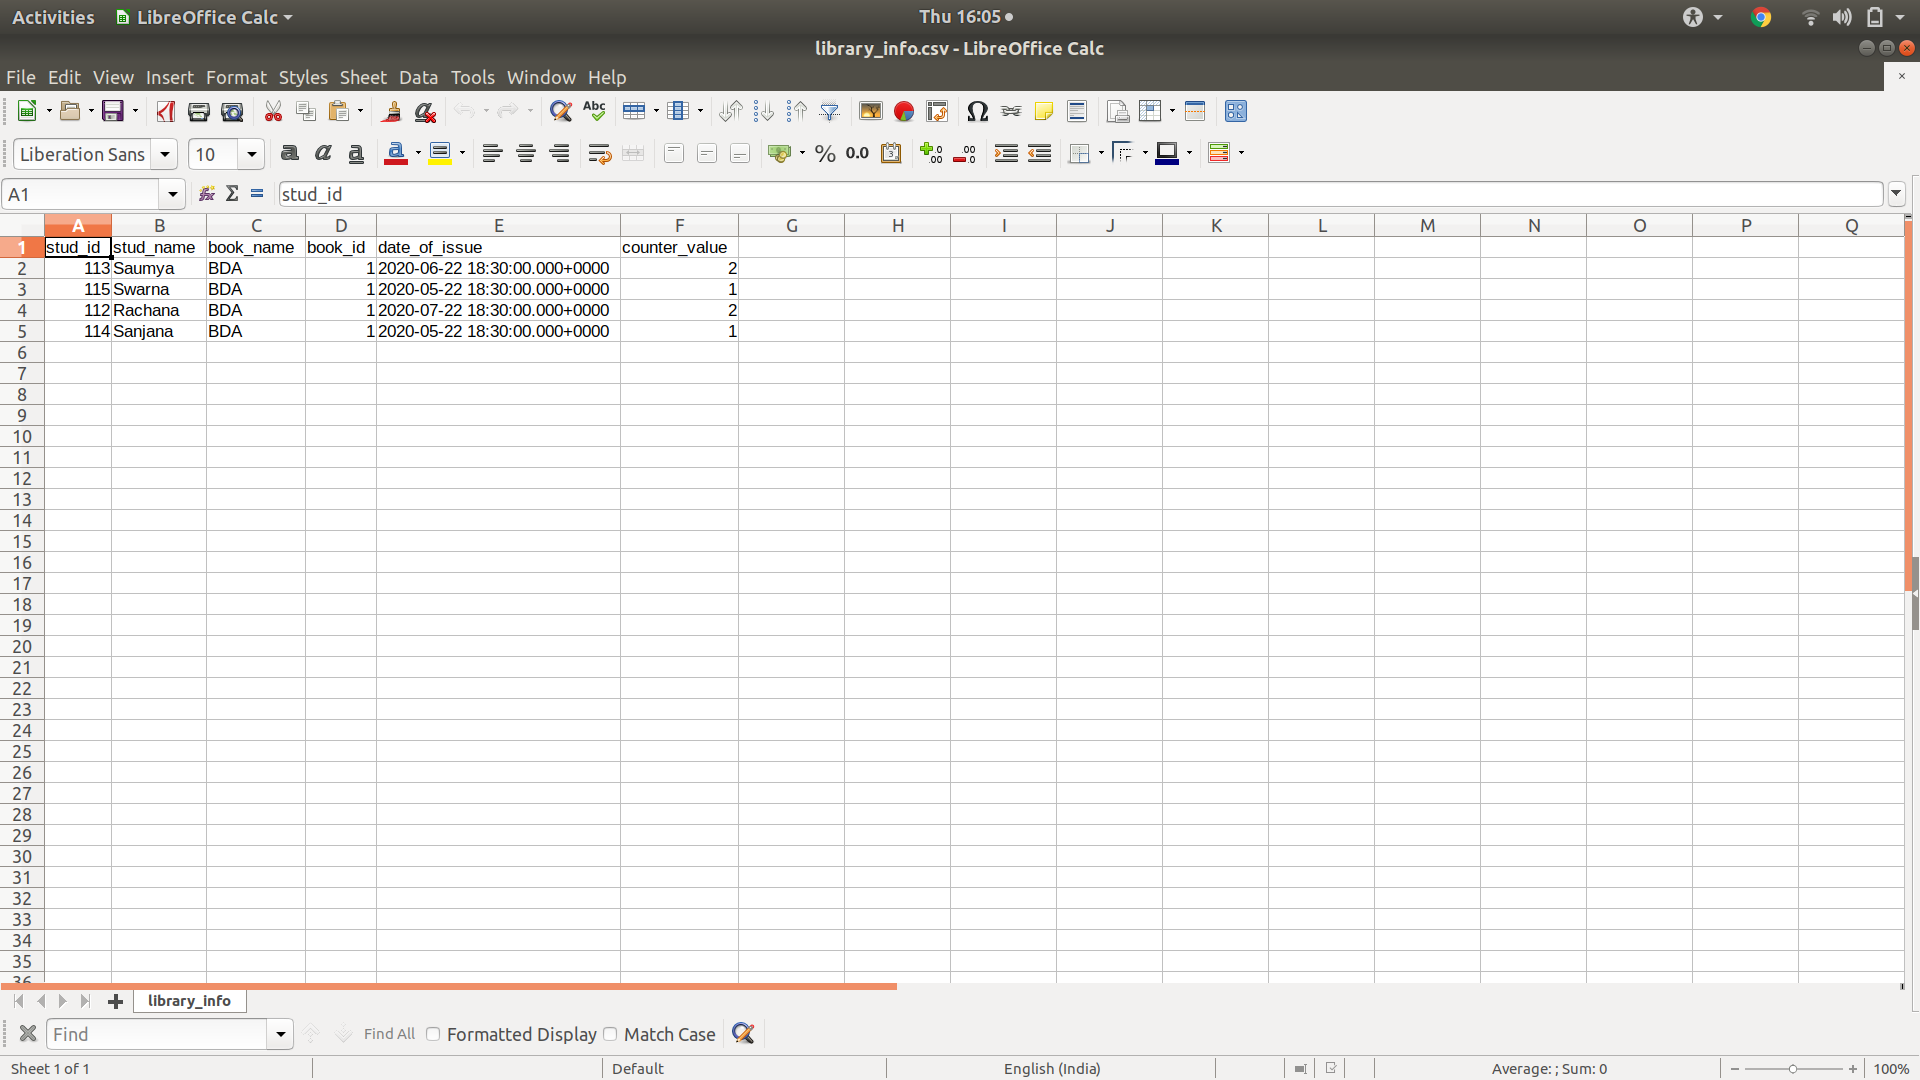 Activities LibreOffice Calc Thu 16:05
library_info.csv - LibreOffice Calc
File Edit View Insert Format Styles Sheet Data Tools Window Help
Liberation Sans 10
A1 stud_id
A B C D E F G H I J K L M N O P Q
1 stud_id stud_name book_name book_id date_of_issue counter_value
2 113 Saumya BDA 1 2020-06-22 18:30:00.000+0000 2
3 115 Swarna BDA 1 2020-05-22 18:30:00.000+0000 1
4 112 Rachana BDA 1 2020-07-22 18:30:00.000+0000 2
5 114 Sanjana BDA 1 2020-05-22 18:30:00.000+0000 1
6
7
8
9
10
11
12
13
14
15
16
17
18
19
20
21
22
23
24
25
26
27
28
29
30
31
32
33
34
35
36
library_info
Find Find All Formatted Display Match Case
Sheet 1 of 1 Default English (India) Average: ; Sum: 0 100%